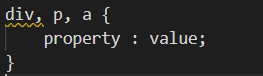 div, p, a {
    property : value;
}